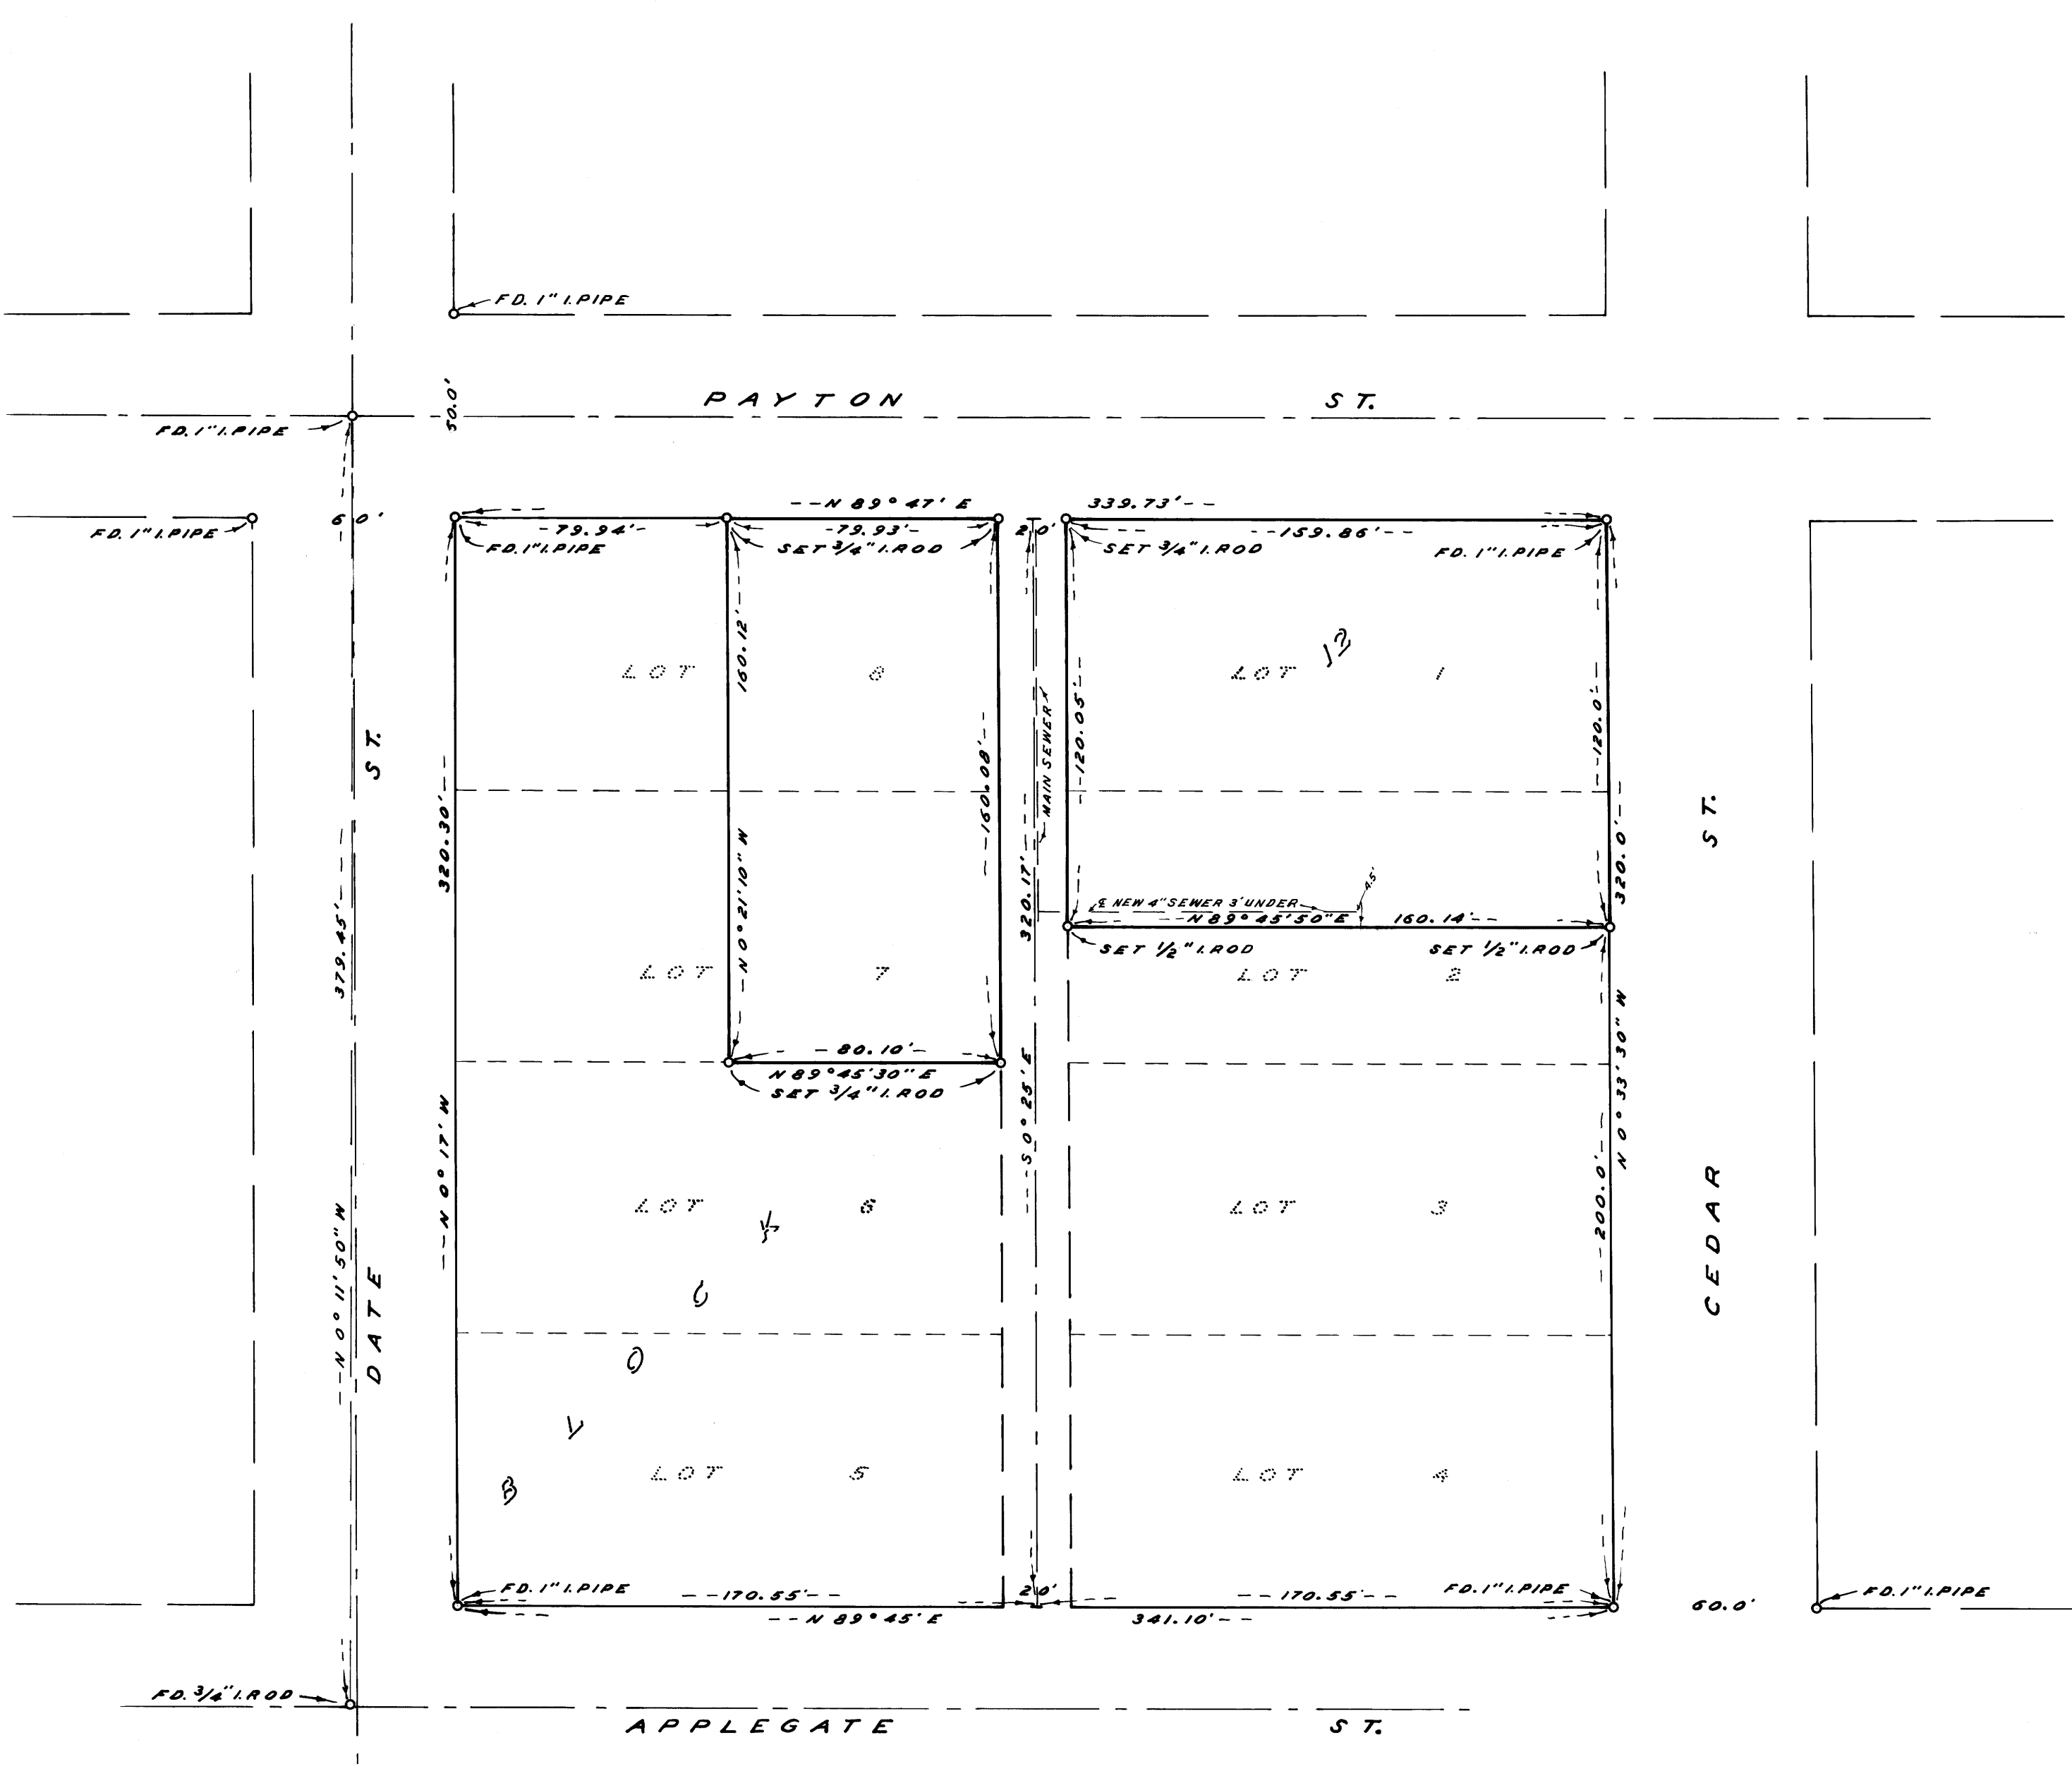 FD. 1" I. PIPE
50.0'
PAYTON ST.
FD. 1" I. PIPE
--N 89° 47' E 339.73'--
FD. 1" I. PIPE
60'
-79.94'-
-79.93'-
20'
--159.86'--
FD. 1" I. PIPE
SET 3/4" I. ROD
SET 3/4" I. ROD
FD. 1" I. PIPE
160.12'
LOT 8
LOT 1
13
ST.
-120.05'-
-120.0'-
MAIN SEWER
-160.08'-
320.30'
320.17'
320.0'
ST.
4.5'
℄ NEW 4" SEWER 3' UNDER
--N 89° 45' 50" E 160.14'--
SET 1/2" I. ROD
SET 1/2" I. ROD
379.45'
N 0° 21' 10" W
LOT 7
LOT 2
-80.10'-
N 89° 45' 30" E
SET 3/4" I. ROD
N 0° 33' 30" W
S 0° 25' E
N 0° 17' W
200.0'
LOT 6
LOT 3
CEDAR
N 0° 11' 50" W
DATE
BLOCK
LOT 5
LOT 4
FD. 1" I. PIPE
--170.55'--
20'
--170.55'--
FD. 1" I. PIPE
60.0'
FD. 1" I. PIPE
--N 89° 45' E 341.10'--
FD. 3/4" I. ROD
APPLEGATE ST.